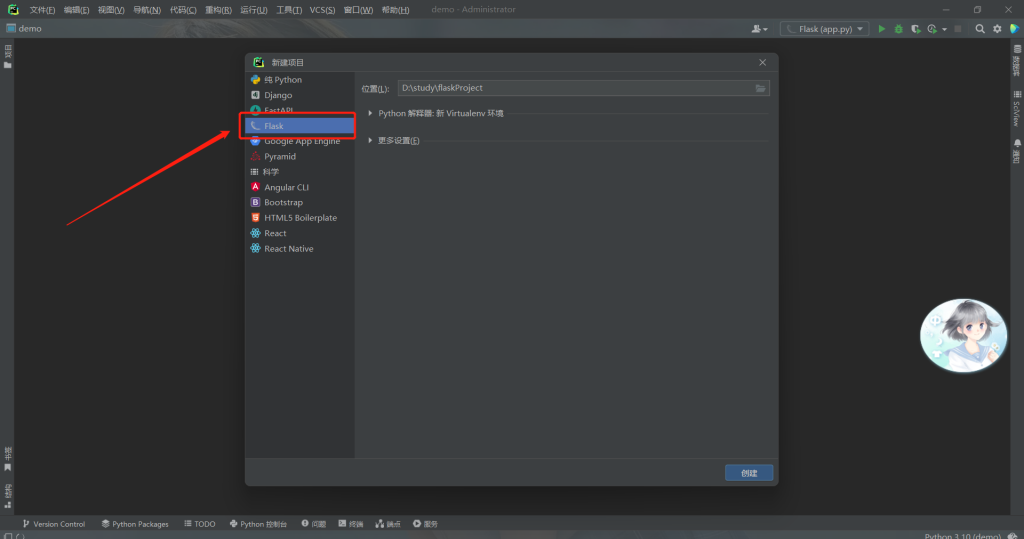 文件(F) 编辑(E) 视图(V) 导航(N) 代码(C) 重构(R) 运行(U) 工具(T) VCS(S) 窗口(W) 帮助(H) demo - Administrator
demo
Flask (app.py)
项目
新建项目
纯 Python
Django
FastAPI
Flask
Google App Engine
Pyramid
科学
Angular CLI
Bootstrap
HTML5 Boilerplate
React
React Native
位置(L): D:\study\flaskProject
Python 解释器: 新 Virtualenv 环境
更多设置(E)
创建
数据库
SciView
通知
书签
结构
Version Control Python Packages TODO Python 控制台 问题 终端 端点 服务
Python 3.10 (demo)